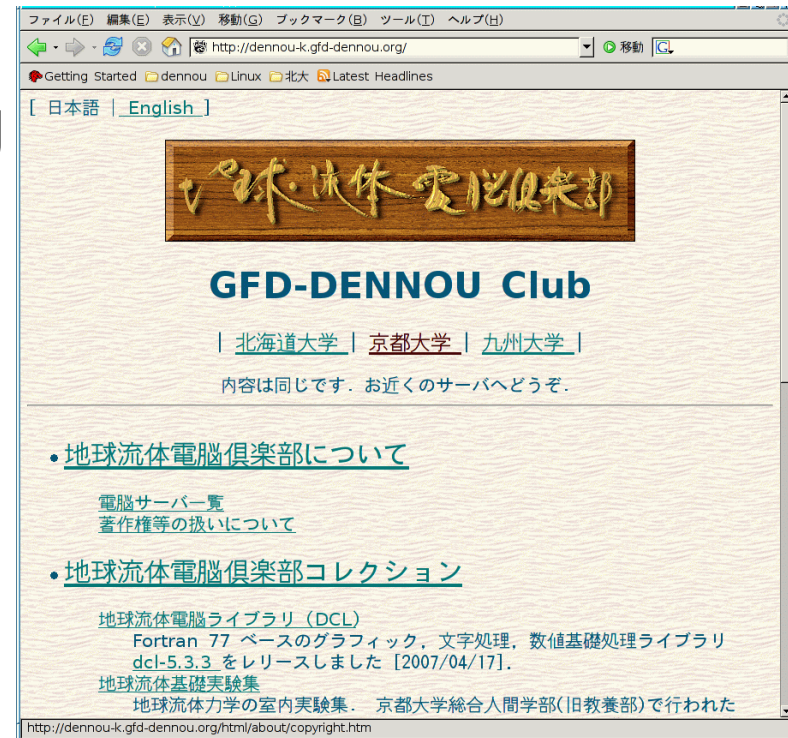 ファイル(F) 編集(E) 表示(V) 移動(G) ブックマーク(B) ツール(T) ヘルプ(H)
http://dennou-k.gfd-dennou.org/ 移動 G
Getting Started dennou Linux 北大 Latest Headlines
[ 日本語 | English ]
地球・流体電脳倶楽部
GFD-DENNOU Club
| 北海道大学 | 京都大学 | 九州大学 |
内容は同じです．お近くのサーバへどうぞ．
•地球流体電脳倶楽部について
電脳サーバ一覧
著作権等の扱いについて
•地球流体電脳倶楽部コレクション
地球流体電脳ライブラリ（DCL）
Fortran 77 ベースのグラフィック，文字処理，数値基礎処理ライブラリ
dcl-5.3.3 をリリースしました [2007/04/17]．
地球流体基礎実験集
地球流体力学の室内実験集． 京都大学総合人間学部(旧教養部)で行われた
http://dennou-k.gfd-dennou.org/html/about/copyright.htm